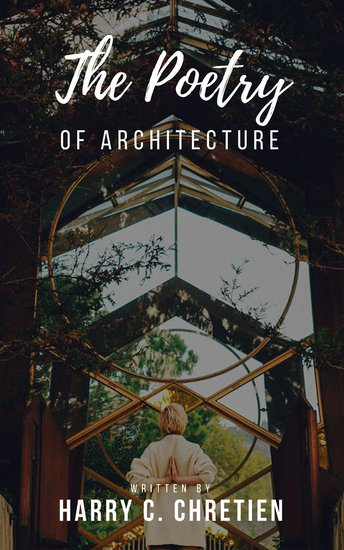 The Poetry
OF ARCHITECTURE
WRITTEN BY
HARRY C. CHRETIEN